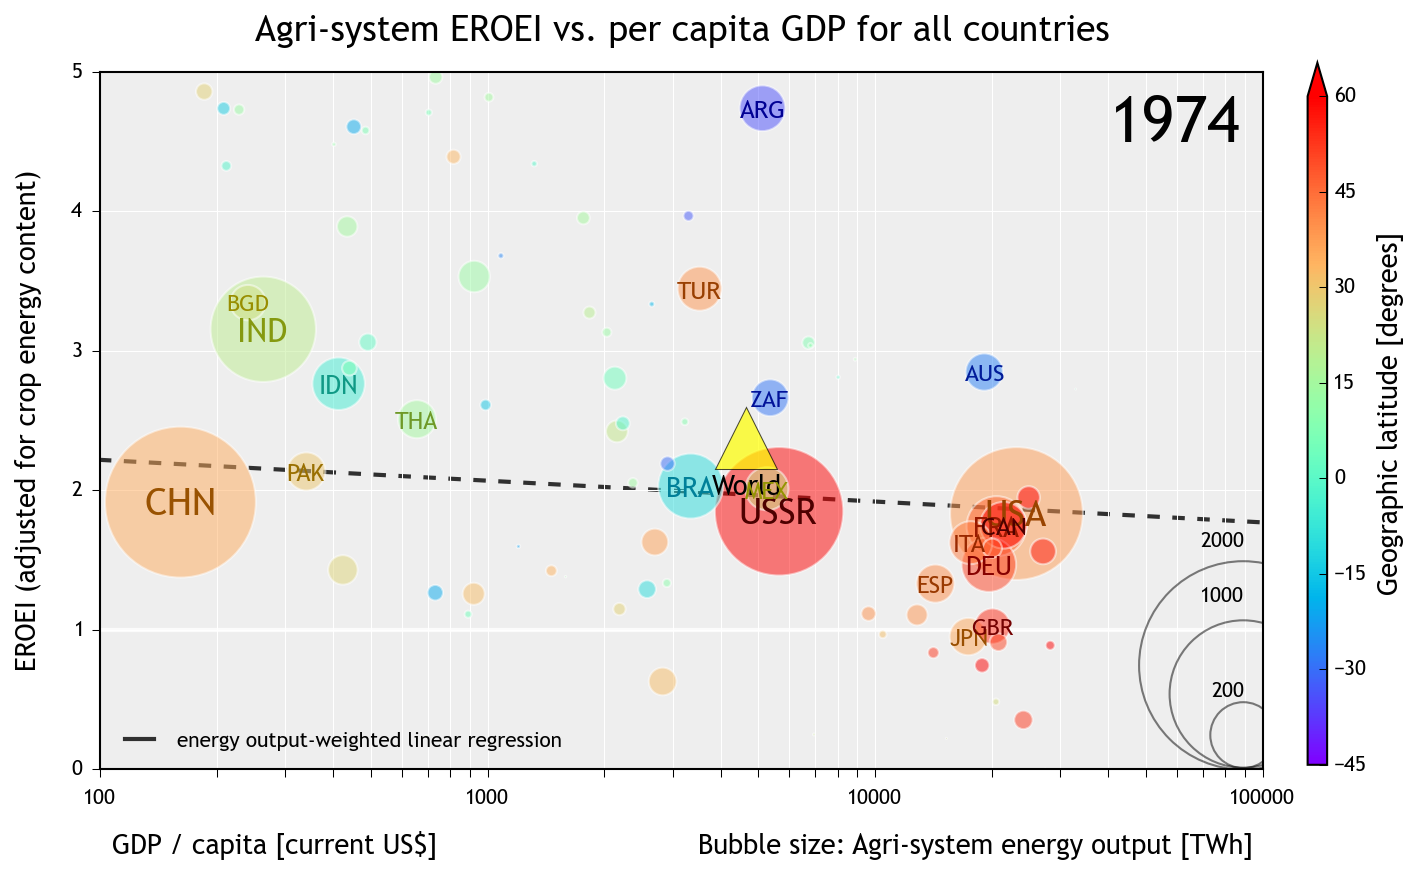 Agri-system EROEI vs. per capita GDP for all countries
1974
EROEI (adjusted for crop energy content)
5
4
3
2
1
0
ARG
TUR
BGD
IND
IDN
THA
AUS
ZAF
PAK
CHN
BRA
World
MEX
USSR
USA
FRA
CAN
ITA
DEU
ESP
GBR
JPN
2000
1000
200
energy output-weighted linear regression
100
1000
10000
100000
GDP / capita [current US$]
Bubble size: Agri-system energy output [TWh]
60
45
30
15
0
−15
−30
−45
Geographic latitude [degrees]